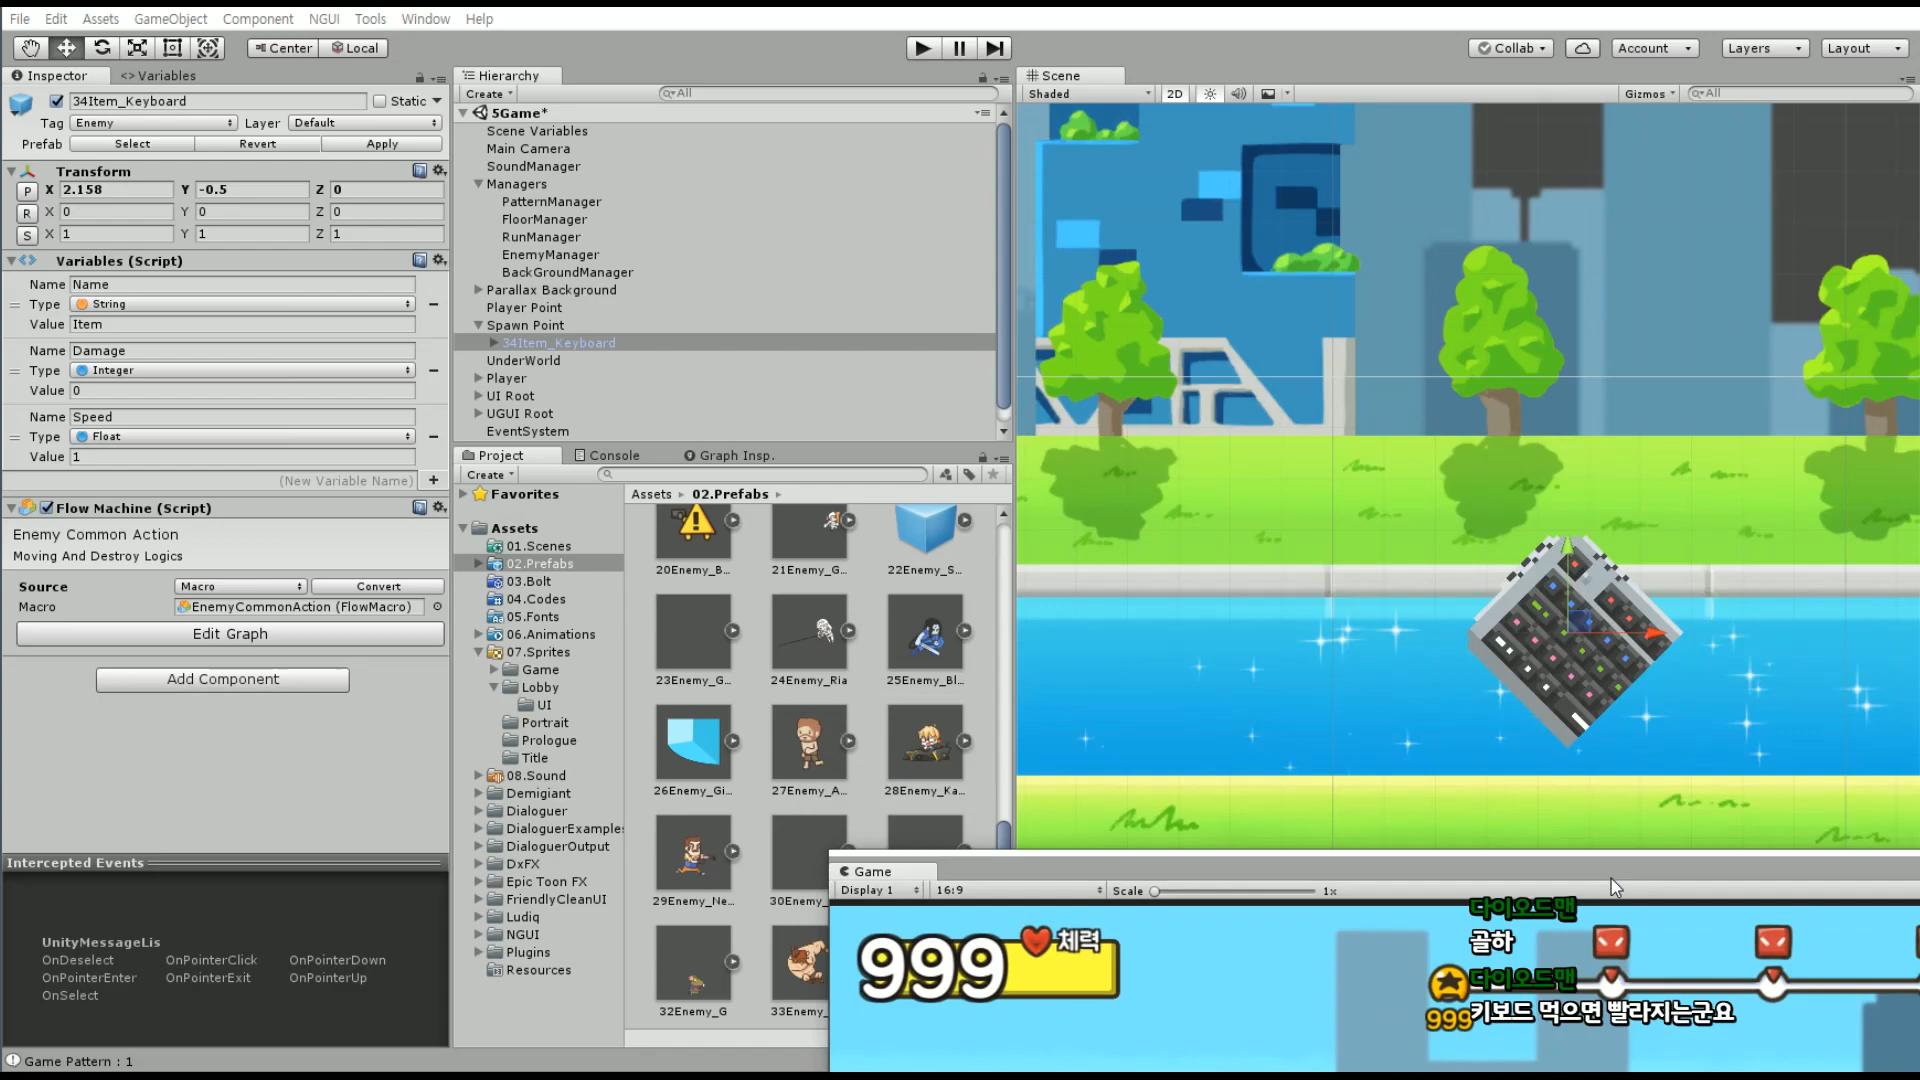 File Edit Assets GameObject Component NGUI Tools Window Help
Center Local Collab Account Layers Layout
Inspector <> Variables
34Item_Keyboard Static
Tag Enemy Layer Default
Prefab Select Revert Apply
Transform
P X 2.158 Y -0.5 Z 0
R X 0 Y 0 Z 0
S X 1 Y 1 Z 1
Variables (Script)
Name Name
Type String
Value Item
Name Damage
Type Integer
Value 0
Name Speed
Type Float
Value 1
(New Variable Name) +
Flow Machine (Script)
Enemy Common Action
Moving And Destroy Logics
Source Macro Convert
Macro EnemyCommonAction (FlowMacro)
Edit Graph
Add Component
Intercepted Events
UnityMessageLis
OnDeselect OnPointerClick OnPointerDown
OnPointerEnter OnPointerExit OnPointerUp
OnSelect
Game Pattern : 1
Hierarchy
Create All
5Game*
Scene Variables
Main Camera
SoundManager
Managers
PatternManager
FloorManager
RunManager
EnemyManager
BackGroundManager
Parallax Background
Player Point
Spawn Point
34Item_Keyboard
UnderWorld
Player
UI Root
UGUI Root
EventSystem
Project Console Graph Insp.
Create
Favorites
Assets
01.Scenes
02.Prefabs
03.Bolt
04.Codes
05.Fonts
06.Animations
07.Sprites
Game
Lobby
UI
Portrait
Prologue
Title
08.Sound
Demigiant
Dialoguer
DialoguerExamples
DialoguerOutput
DxFX
Epic Toon FX
FriendlyCleanUI
Ludiq
NGUI
Plugins
Resources
Assets 02.Prefabs
20Enemy_B... 21Enemy_G... 22Enemy_S...
23Enemy_G... 24Enemy_Ria 25Enemy_Bl...
26Enemy_Gi... 27Enemy_A... 28Enemy_Ka...
29Enemy_Ne... 30Enemy_
32Enemy_G 33Enemy_
Scene
Shaded 2D Gizmos All
Game
Display 1 16:9 Scale 1x
999 체력
다이오드맨
골하
다이오드맨
999 키보드 먹으면 빨라지는군요